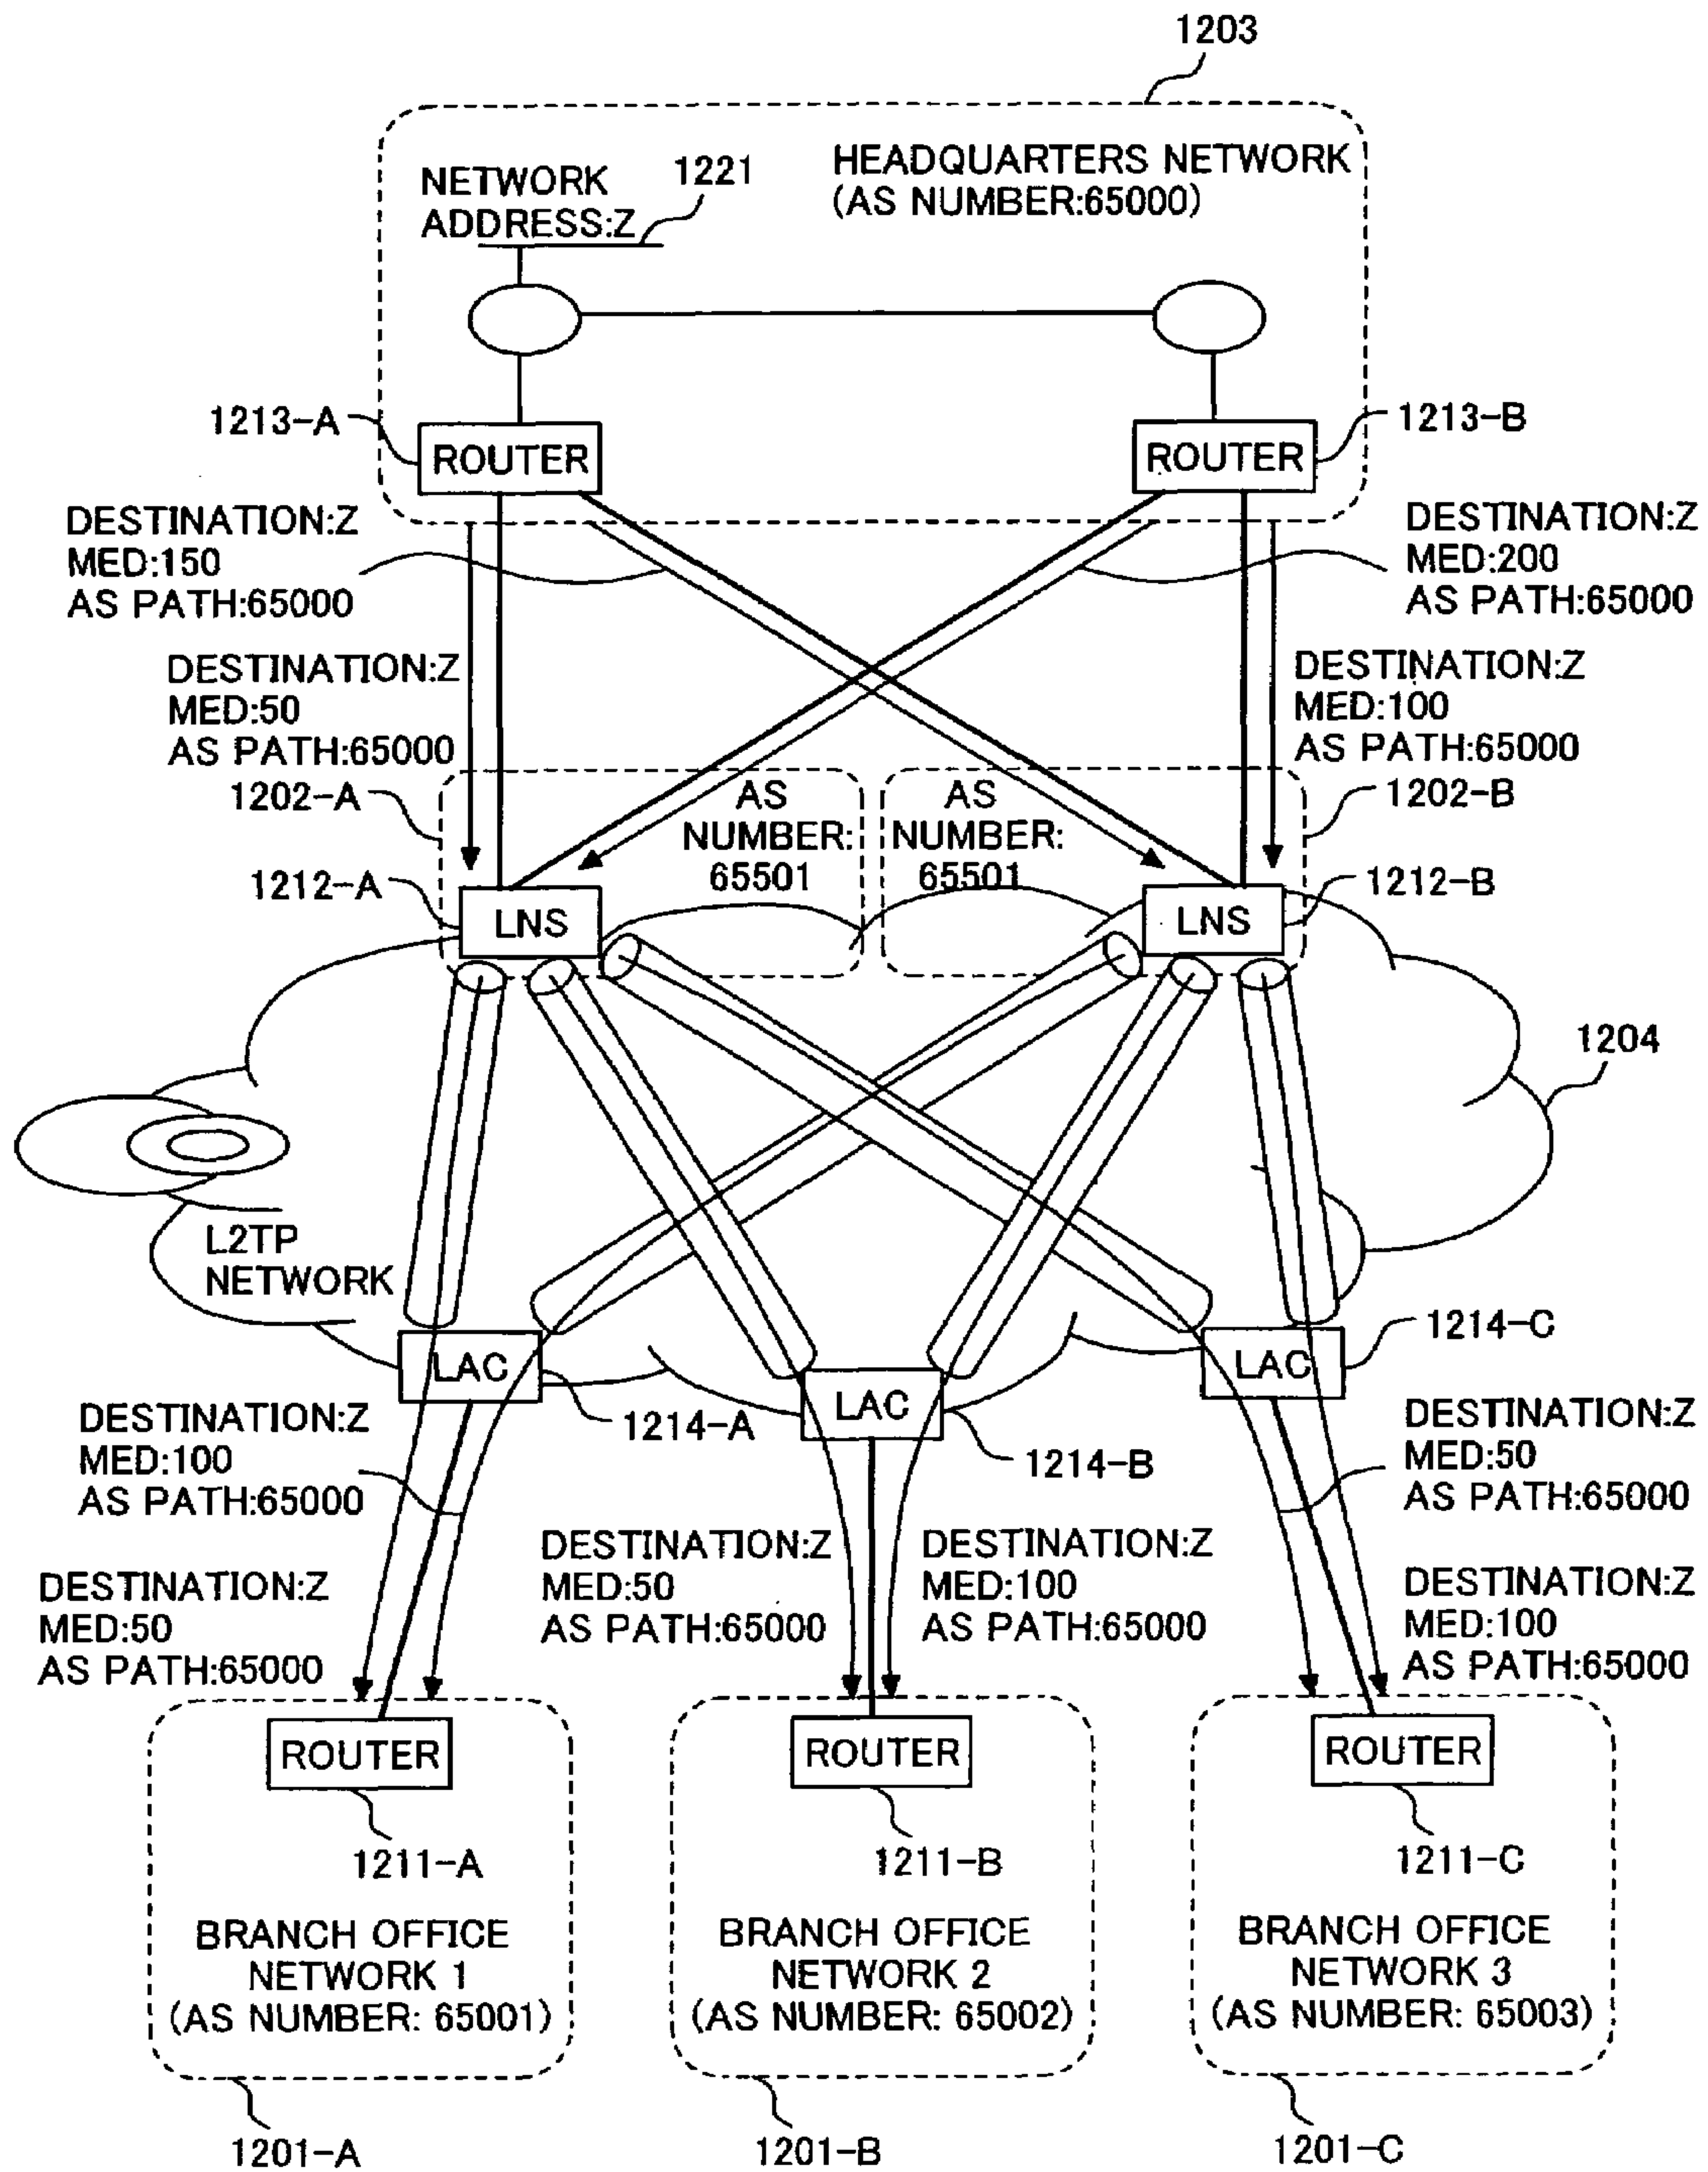 1203
HEADQUARTERS NETWORK
(AS NUMBER:65000)
NETWORK
ADDRESS:Z
1221
1213-A
ROUTER
ROUTER
1213-B
DESTINATION:Z
MED:150
AS PATH:65000
DESTINATION:Z
MED:200
AS PATH:65000
DESTINATION:Z
MED:50
AS PATH:65000
DESTINATION:Z
MED:100
AS PATH:65000
1202-A
AS
NUMBER:
65501
AS
NUMBER:
65501
1202-B
1212-A
LNS
LNS
1212-B
1204
L2TP
NETWORK
LAC
1214-A
LAC
1214-B
LAC
1214-C
DESTINATION:Z
MED:100
AS PATH:65000
DESTINATION:Z
MED:50
AS PATH:65000
DESTINATION:Z
MED:50
AS PATH:65000
DESTINATION:Z
MED:50
AS PATH:65000
DESTINATION:Z
MED:100
AS PATH:65000
DESTINATION:Z
MED:100
AS PATH:65000
ROUTER
1211-A
BRANCH OFFICE
NETWORK 1
(AS NUMBER: 65001)
1201-A
ROUTER
1211-B
BRANCH OFFICE
NETWORK 2
(AS NUMBER: 65002)
1201-B
ROUTER
1211-C
BRANCH OFFICE
NETWORK 3
(AS NUMBER: 65003)
1201-C